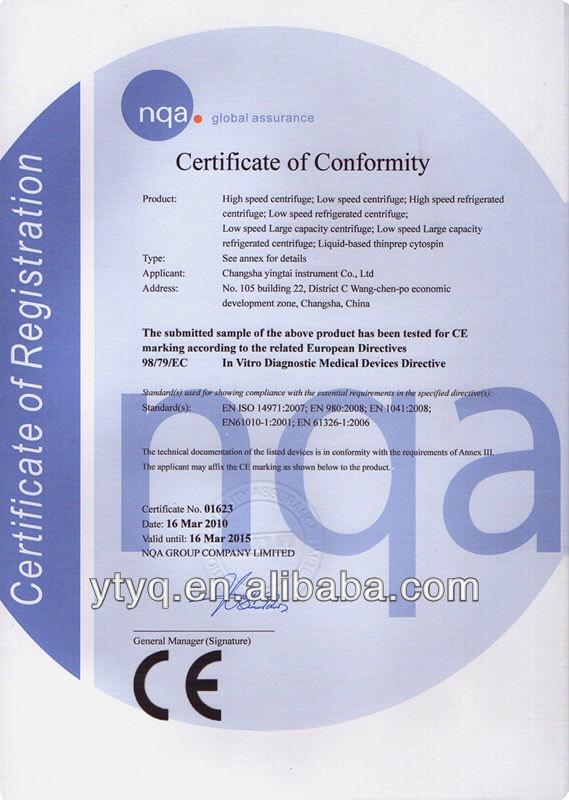 nqa.
global assurance
Certificate of Registration
Certificate of Conformity
Product: High speed centrifuge; Low speed centrifuge; High speed refrigerated
centrifuge; Low speed refrigerated centrifuge;
Low speed Large capacity centrifuge; Low speed Large capacity
refrigerated centrifuge; Liquid-based thinprep cytospin
Type: See annex for details
Applicant: Changsha yingtai instrument Co., Ltd
Address: No. 105 building 22, District C Wang-chen-po economic
development zone, Changsha, China
The submitted sample of the above product has been tested for CE
marking according to the related European Directives
98/79/EC In Vitro Diagnostic Medical Devices Directive
Standard(s) used for showing compliance with the essential requirements in the specified directive(s):
Standard(s): EN ISO 14971:2007; EN 980:2008; EN 1041:2008;
EN61010-1:2001; EN 61326-1:2006
nqa
The technical documentation of the listed devices is in conformity with the requirements of Annex III.
The applicant may affix the CE marking as shown below to the product.
Certificate No. 01623
Date: 16 Mar 2010
Valid until: 16 Mar 2015
NQA GROUP COMPANY LIMITED
ytyq.en.alibaba.com
General Manager (Signature)
CE